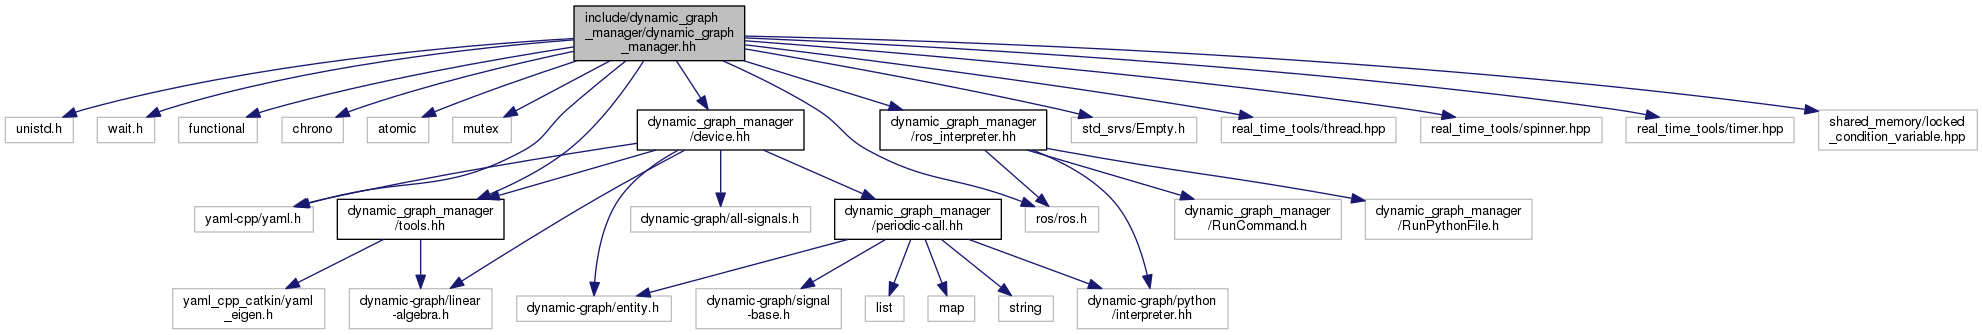 include/dynamic_graph
_manager/dynamic_graph
_manager.hh
unistd.h
wait.h
functional
chrono
atomic
mutex
dynamic_graph_manager
/device.hh
dynamic_graph_manager
/ros_interpreter.hh
std_srvs/Empty.h
real_time_tools/thread.hpp
real_time_tools/spinner.hpp
real_time_tools/timer.hpp
shared_memory/locked
_condition_variable.hpp
yaml-cpp/yaml.h
dynamic_graph_manager
/tools.hh
dynamic-graph/all-signals.h
dynamic_graph_manager
/periodic-call.hh
ros/ros.h
dynamic_graph_manager
/RunCommand.h
dynamic_graph_manager
/RunPythonFile.h
yaml_cpp_catkin/yaml
_eigen.h
dynamic-graph/linear
-algebra.h
dynamic-graph/entity.h
dynamic-graph/signal
-base.h
list
map
string
dynamic-graph/python
/interpreter.hh